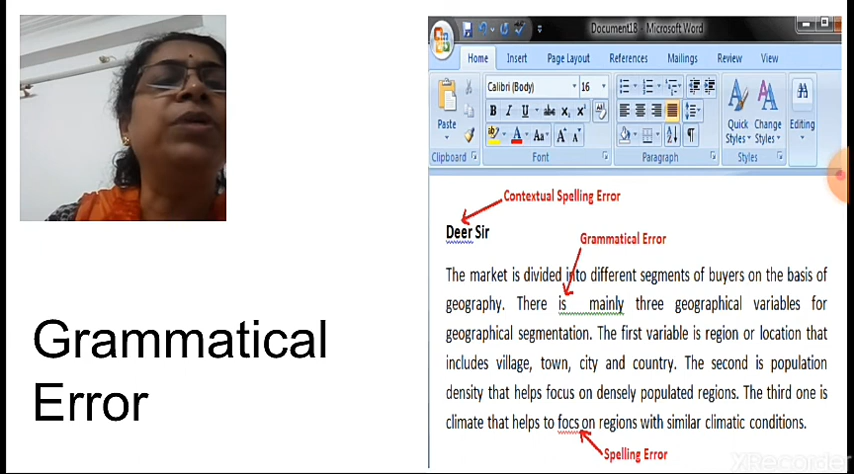 Document18 - Microsoft Word
Home Insert Page Layout References Mailings Review View
Calibri (Body) 16
Paste
B I U abc X₂ X²
A Aa A A
Quick Styles Change Styles Editing
Clipboard Font Paragraph Styles
Contextual Spelling Error
Deer Sir
Grammatical Error
The market is divided into different segments of buyers on the basis of
geography. There is mainly three geographical variables for
geographical segmentation. The first variable is region or location that
includes village, town, city and country. The second is population
density that helps focus on densely populated regions. The third one is
climate that helps to focs on regions with similar climatic conditions.
Spelling Error
Grammatical
Error
XRecorder